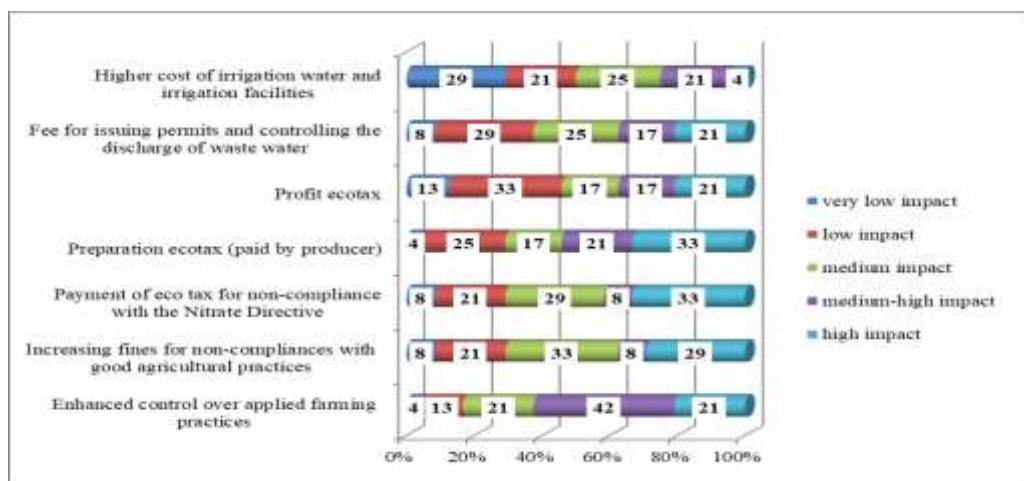 Higher cost of irrigation water and
irrigation facilities
29 21 25 21 4
Fee for issuing permits and controlling the
discharge of waste water
8 29 25 17 21
Profit ecotax
13 33 17 17 21
Preparation ecotax (paid by producer)
4 25 17 21 33
Payment of eco tax for non-compliance
with the Nitrate Directive
8 21 29 8 33
Increasing fines for non-compliances with
good agricultural practices
8 21 33 8 29
Enhanced control over applied farming
practices
4 13 21 42 21
0% 20% 40% 60% 80% 100%
very low impact
low impact
medium impact
medium-high impact
high impact